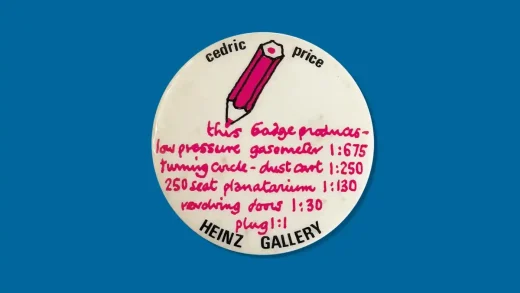 cedric price
this badge produces-
low pressure gasometer 1:675
turning circle - dust cart 1:250
250 seat planatarium 1:130
revolving doors 1:30
plug 1:1
HEINZ GALLERY